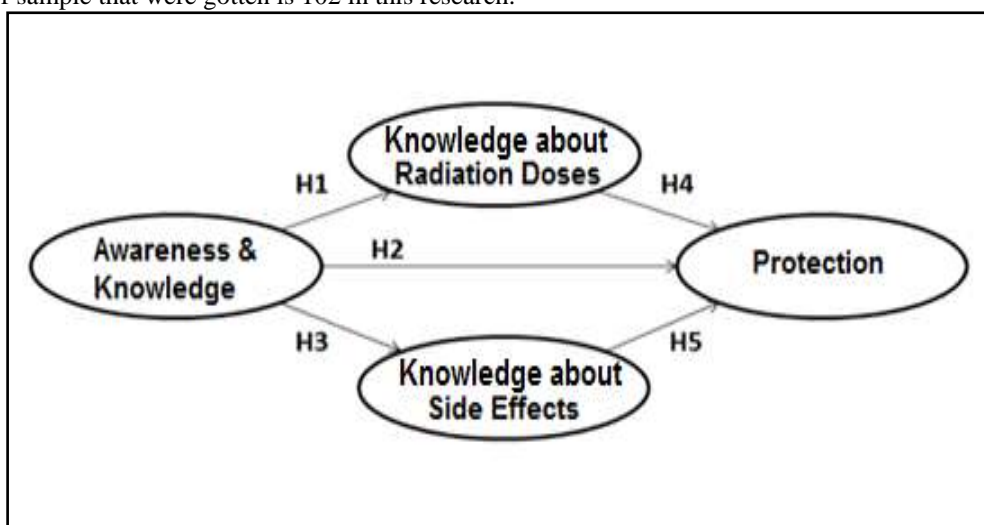 sample that were gotten is 102 in this research.
Knowledge about
Radiation Doses
H1
H4
Awareness &
Knowledge
H2
Protection
H3
H5
Knowledge about
Side Effects